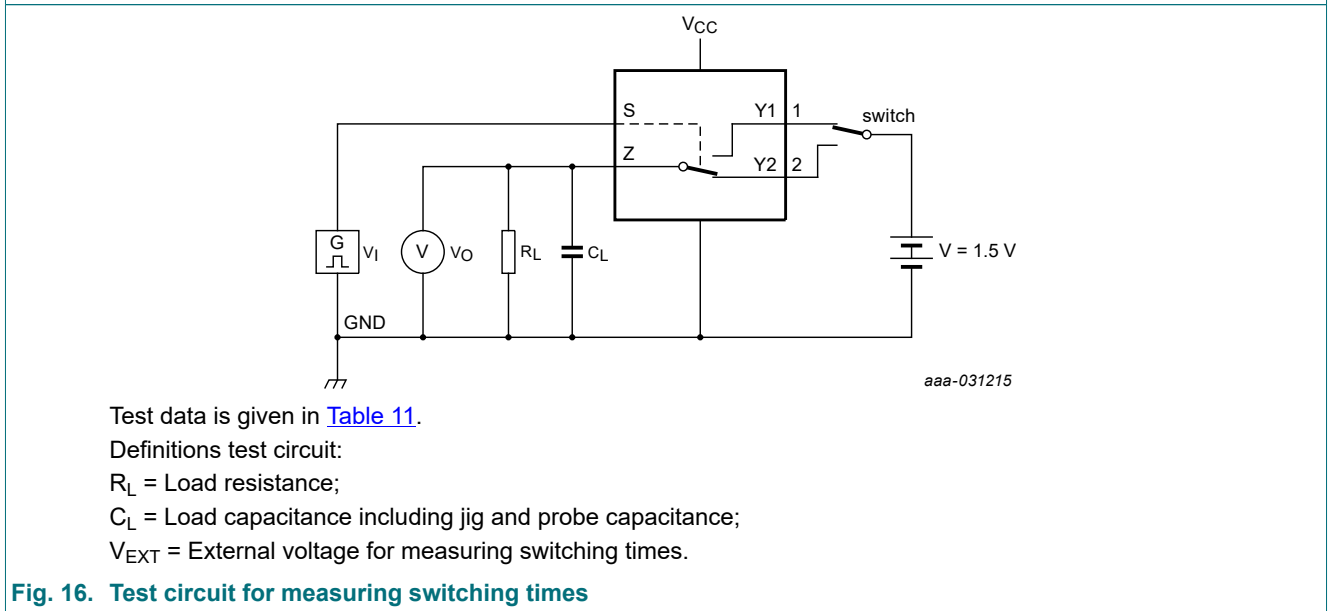 VCC
S
Y1 1
switch
Z
Y2 2
G
VI
V
VO
RL
CL
V = 1.5 V
GND
aaa-031215
Test data is given in Table 11.
Definitions test circuit:
RL = Load resistance;
CL = Load capacitance including jig and probe capacitance;
VEXT = External voltage for measuring switching times.
Fig. 16. Test circuit for measuring switching times